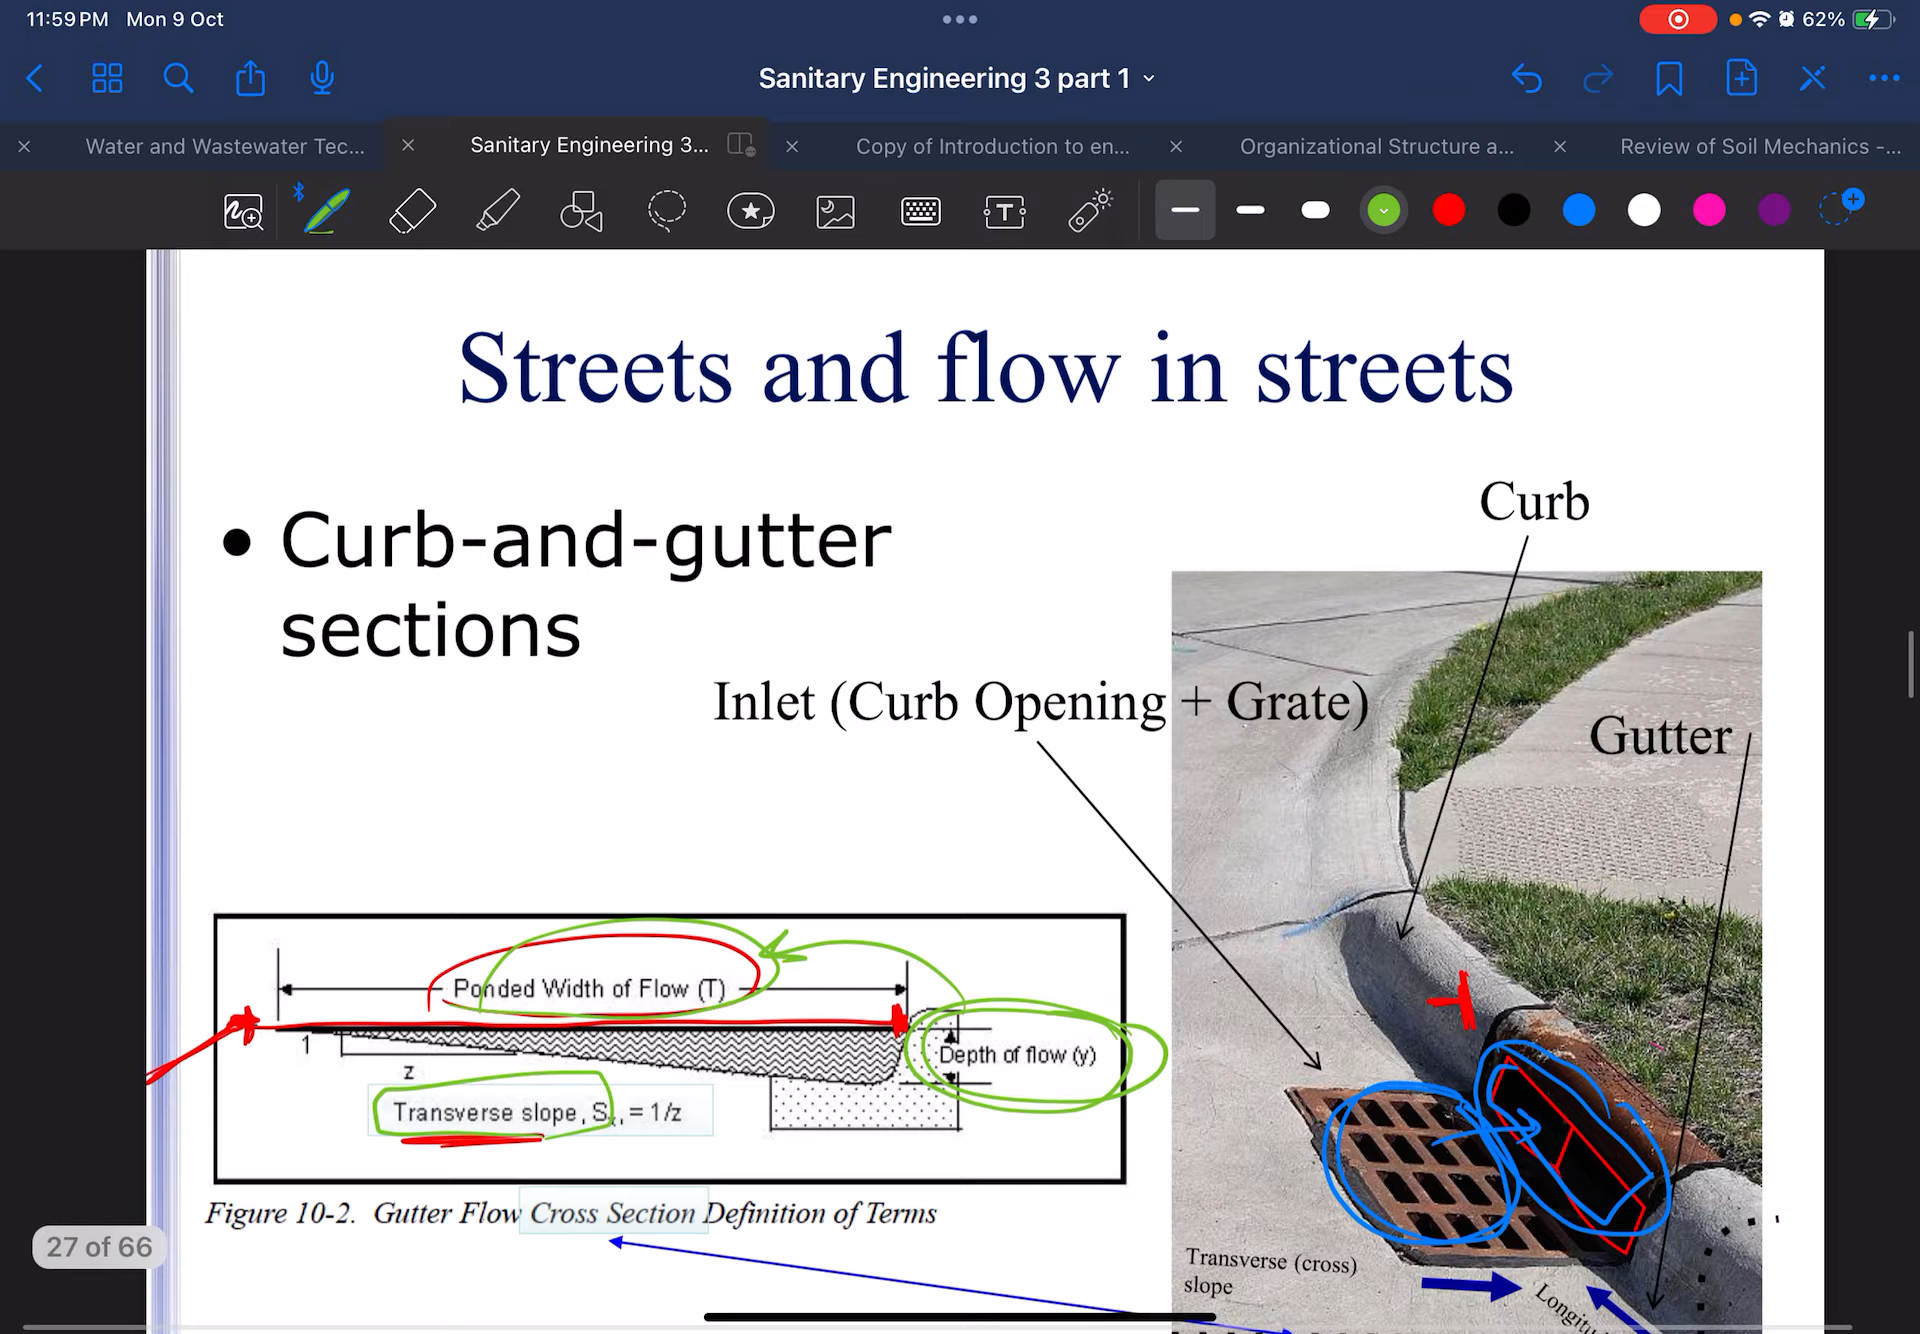 11:59 PM Mon 9 Oct
62%
Sanitary Engineering 3 part 1
Water and Wastewater Tec...
Sanitary Engineering 3...
Copy of Introduction to en...
Organizational Structure a...
Review of Soil Mechanics -...
Streets and flow in streets
• Curb-and-gutter
sections
Curb
Inlet (Curb Opening + Grate)
Gutter
Ponded Width of Flow (T)
1
z
Depth of flow (y)
Transverse slope, Sₓ, = 1/z
Figure 10-2. Gutter Flow Cross Section Definition of Terms
27 of 66
Transverse (cross)
slope